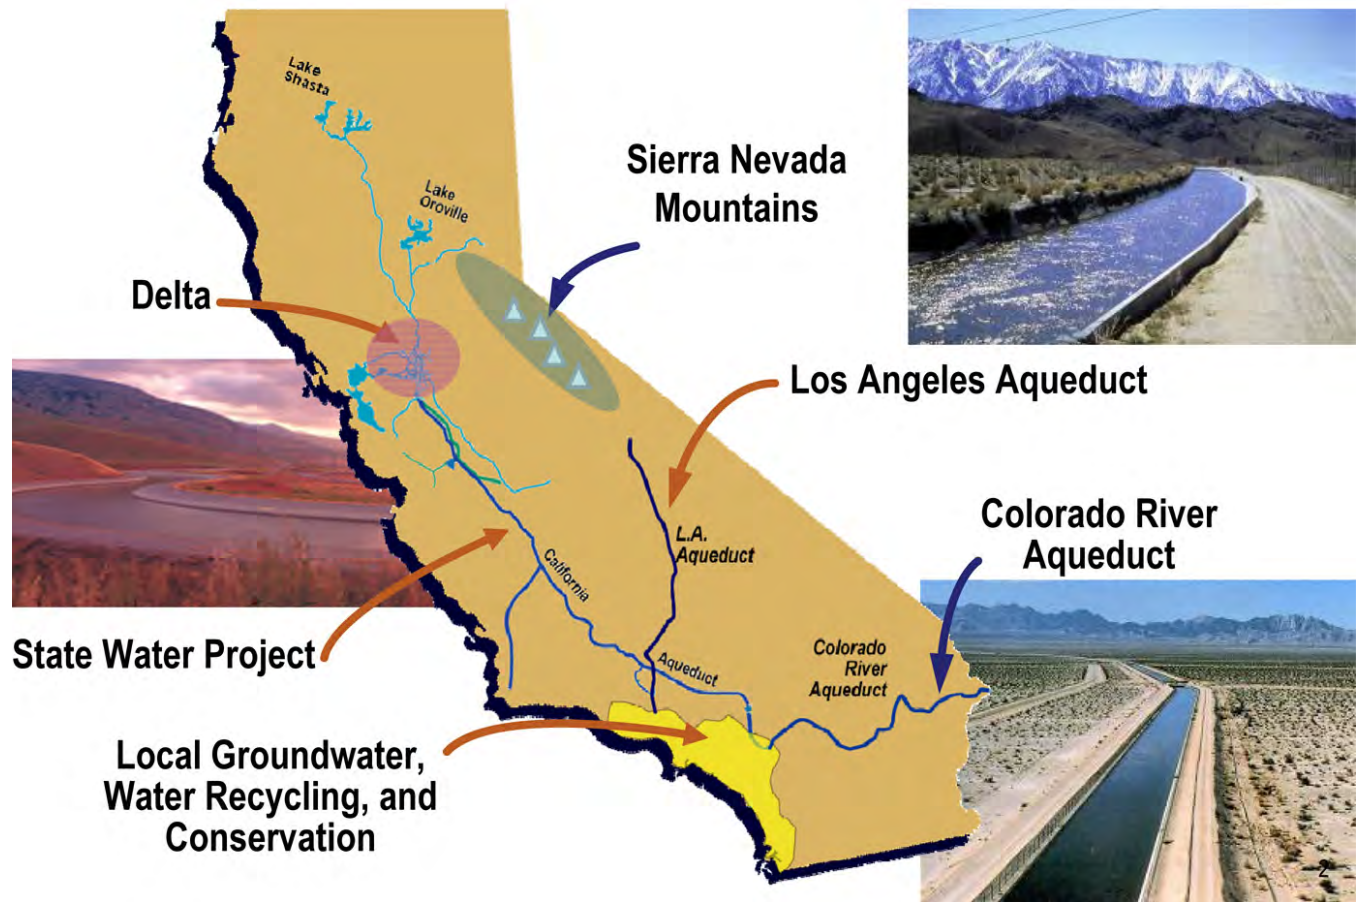 Lake
Shasta
Lake
Oroville
Sierra Nevada
Mountains
Delta
Los Angeles Aqueduct
L.A.
Aqueduct
Colorado River
Aqueduct
California
Aqueduct
State Water Project
Colorado
River
Aqueduct
Local Groundwater,
Water Recycling, and
Conservation
2